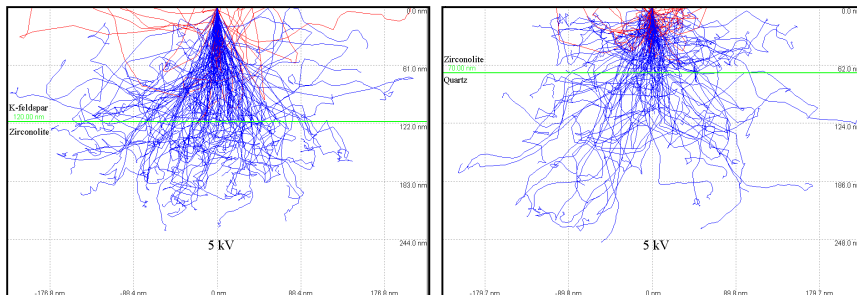 0.0 nm
61.0 nm
K-feldspar
120.00 nm
122.0 nm
Zirconolite
183.0 nm
5 kV
244.0 nm
-176.8 nm
-88.4 nm
0 nm
88.4 nm
176.8 nm
0.0 nm
Zirconolite
70.00 nm
62.0 nm
Quartz
124.0 nm
186.0 nm
5 kV
248.0 nm
-179.7 nm
-89.8 nm
0 nm
89.8 nm
179.7 nm